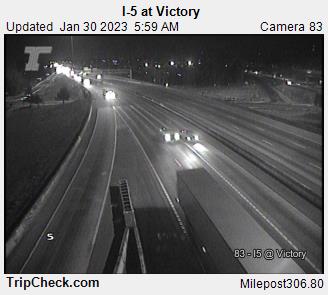 I-5 at Victory
Updated Jan 30 2023 5:59 AM Camera 83
T
S
83 - I5 @ Victory
TripCheck.com Milepost306.80